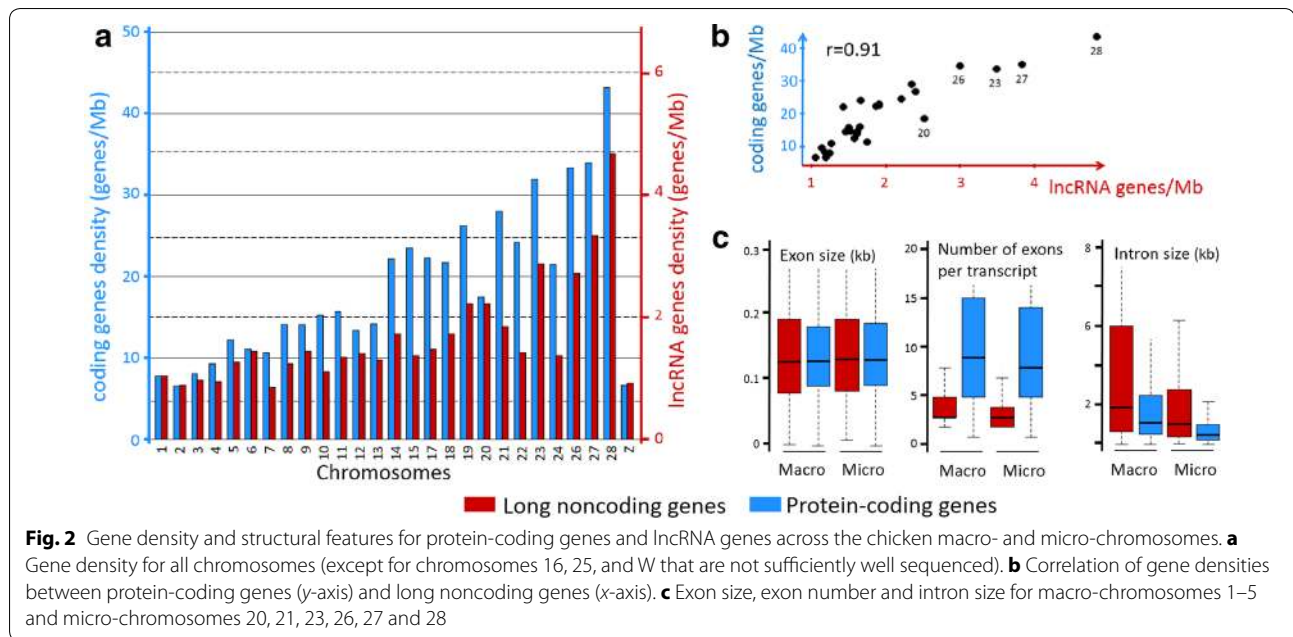 a
50
40
30
20
10
0
coding genes density (genes/Mb)
6
4
2
0
lncRNA genes density (genes/Mb)
1 2 3 4 5 6 7 8 9 10 11 12 13 14 15 17 18 19 20 21 22 23 24 26 27 28 Z
Chromosomes
b
r=0.91
40
30
20
10
coding genes/Mb
28
26
23
27
20
1 2 3 4
lncRNA genes/Mb
c
Exon size (kb)
0.3
0.2
0.1
0
Macro Micro
Number of exons
per transcript
20
15
10
5
0
Macro Micro
Intron size (kb)
8
6
4
2
Macro Micro
Long noncoding genes
Protein-coding genes
Fig. 2 Gene density and structural features for protein-coding genes and lncRNA genes across the chicken macro- and micro-chromosomes. a
Gene density for all chromosomes (except for chromosomes 16, 25, and W that are not sufficiently well sequenced). b Correlation of gene densities
between protein-coding genes (y-axis) and long noncoding genes (x-axis). c Exon size, exon number and intron size for macro-chromosomes 1–5
and micro-chromosomes 20, 21, 23, 26, 27 and 28